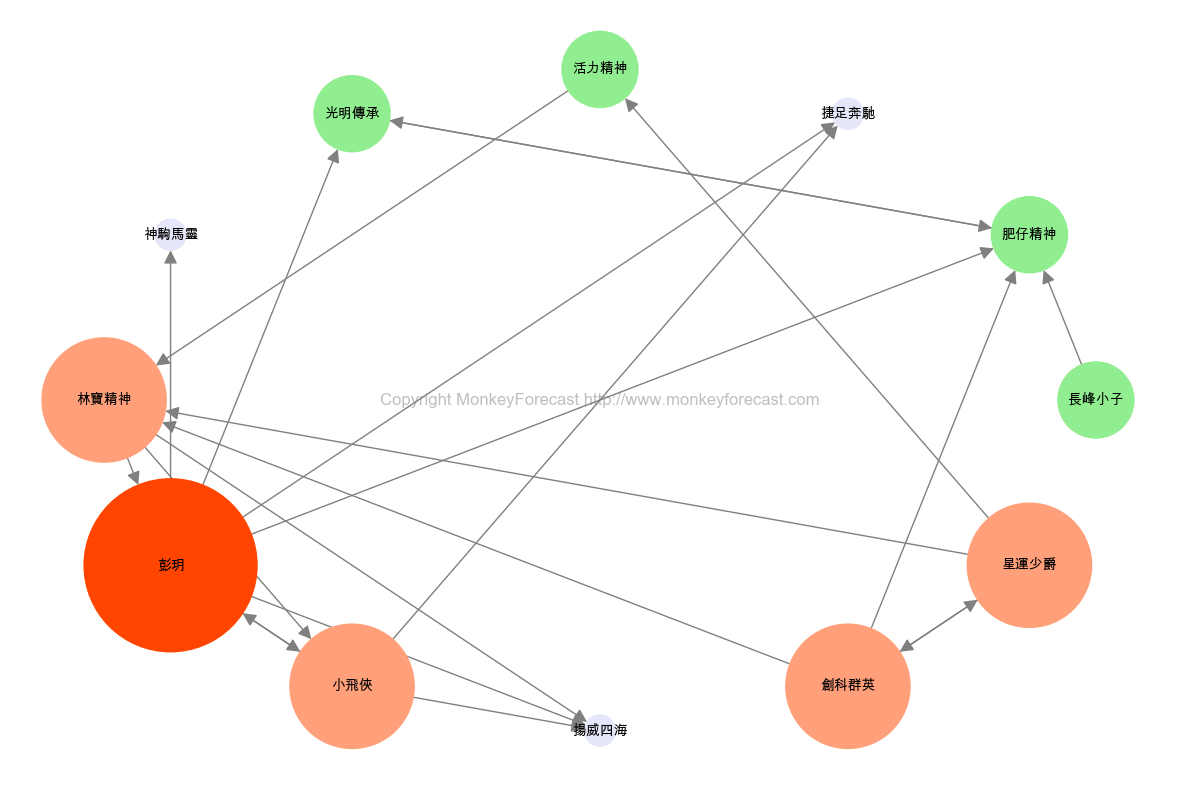 活力精神
光明傳承
捷足奔馳
神駒馬靈
肥仔精神
林寶精神
Copyright MonkeyForecast http://www.monkeyforecast.com
長峰小子
彭玥
星運少爵
小飛俠
創科群英
揚威四海